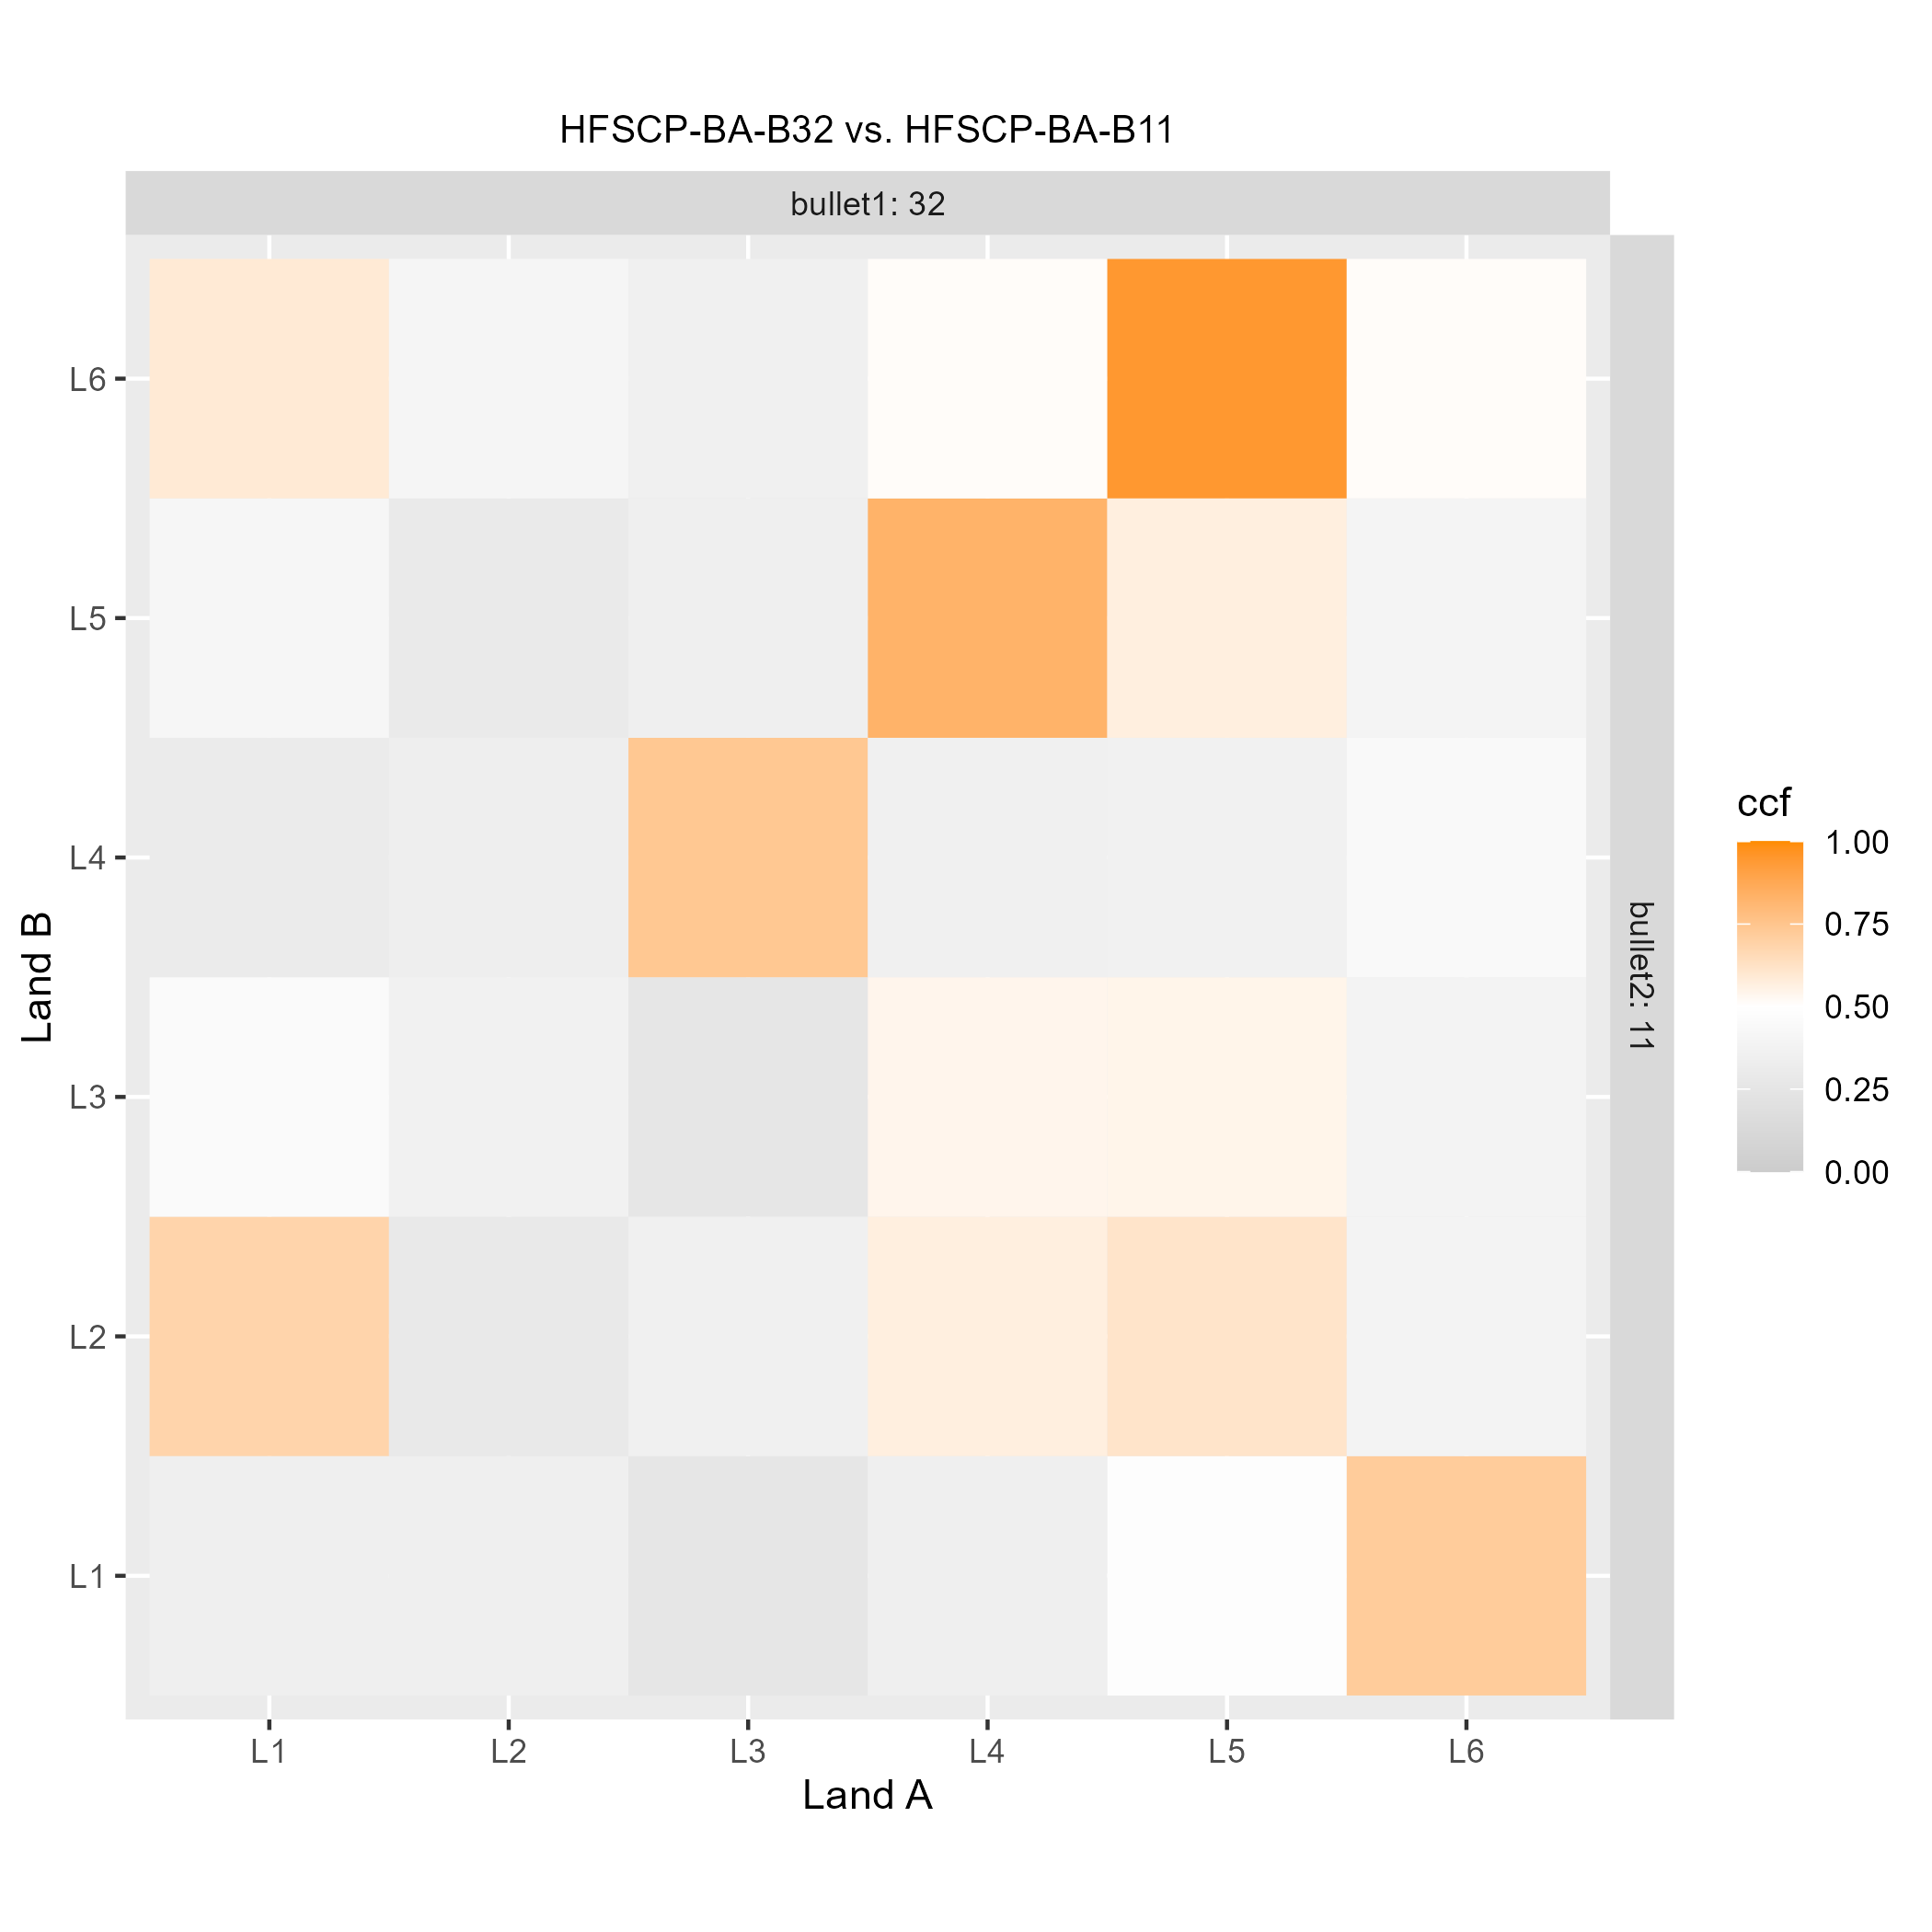 HFSCP-BA-B32 vs. HFSCP-BA-B11
bullet1: 32
L6
L5
L4
L3
L2
L1
Land B
bullet2: 11
L1 L2 L3 L4 L5 L6
Land A
ccf
1.00
0.75
0.50
0.25
0.00